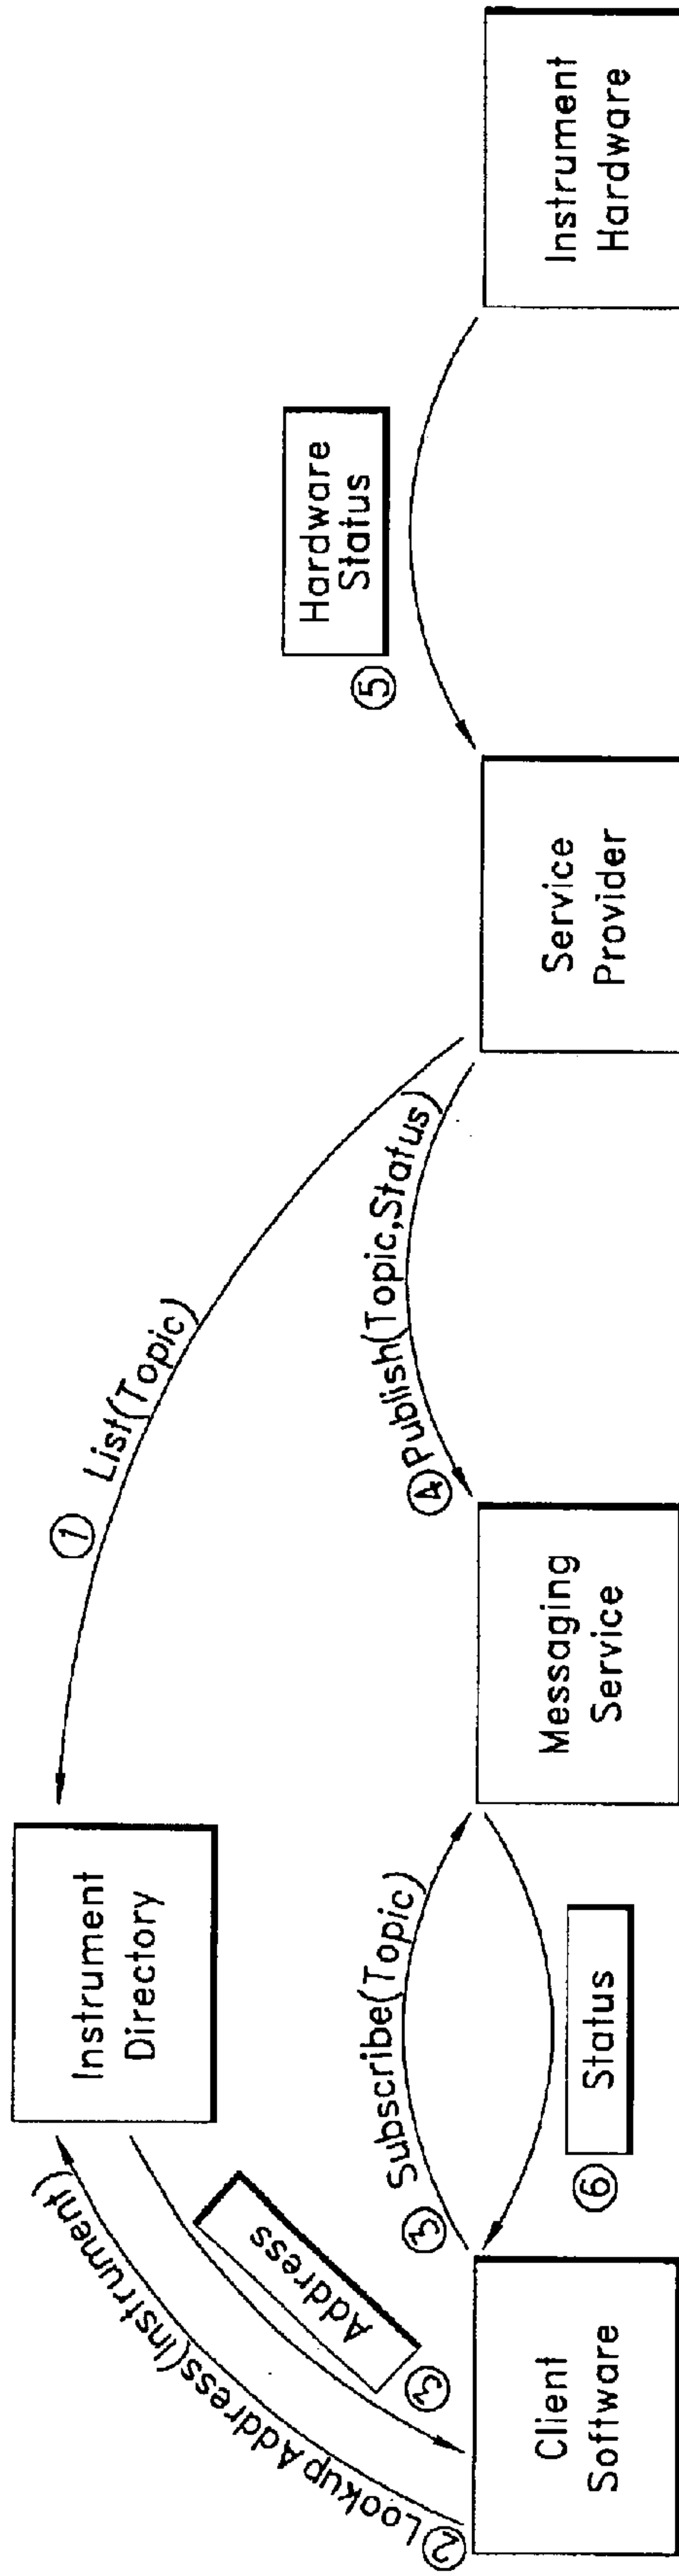 ① List(Topic)
Instrument
Directory
② LookupAddress(Instrument)
③ Address
③ Subscribe(Topic)
④ Publish(Topic,Status)
⑤ Hardware
Status
⑥ Status
Client
Software
Messaging
Service
Service
Provider
Instrument
Hardware